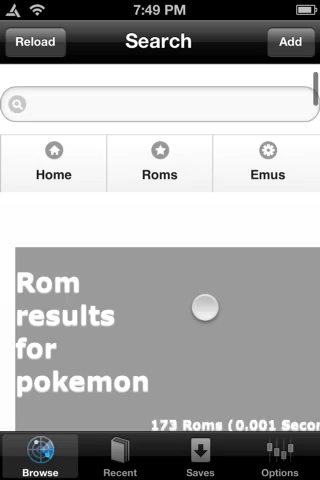 7:49 PM
Reload
Search
Add
Home
Roms
Emus
Rom
results
for
pokemon
173 Roms (0.001 Secon
Browse
Recent
Saves
Options